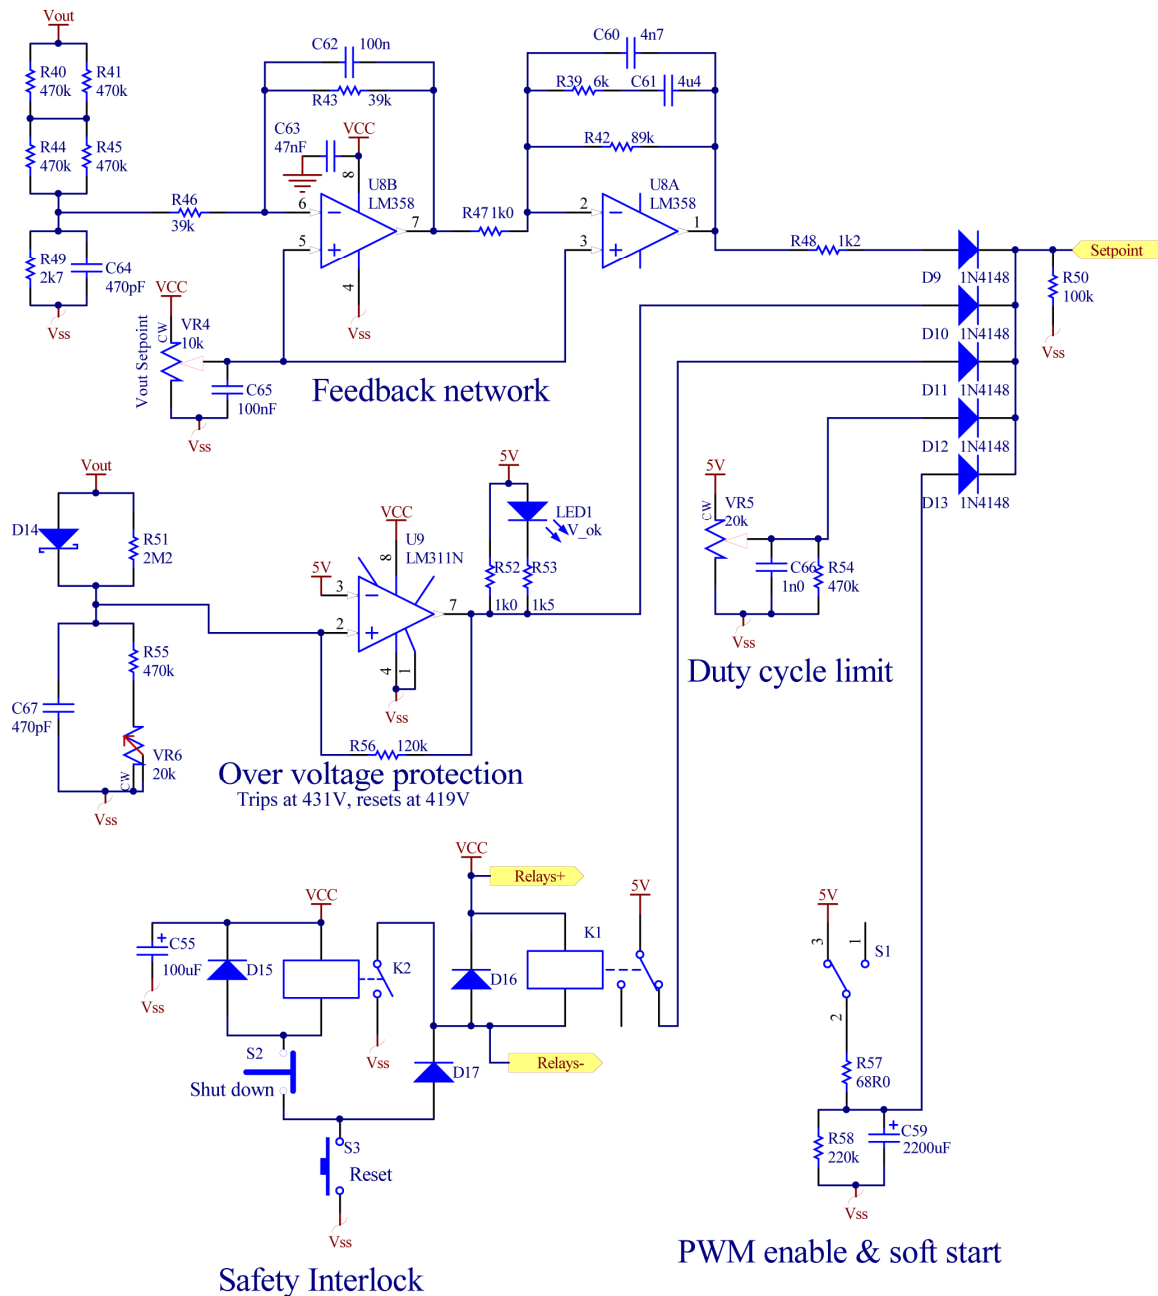 Vout
R40
470k
R41
470k
R44
470k
R45
470k
R49
2k7
C64
470pF
Vss
R46
39k
C62
100n
R43
39k
C63
47nF
VCC
8
U8B
LM358
6
5
7
4
Vss
VCC
CW
VR4
10k
Vout Setpoint
C65
100nF
Vss
Feedback network
R47
1k0
C60
4n7
R39
6k
C61
4u4
R42
89k
U8A
LM358
2
3
1
R48
1k2
D9
1N4148
D10
1N4148
D11
1N4148
D12
1N4148
D13
1N4148
Setpoint
R50
100k
Vss
Vout
D14
R51
2M2
R55
470k
C67
470pF
VR6
20k
CW
Vss
5V
3
2
VCC
8
U9
LM311N
7
4
1
Vss
R56
120k
5V
LED1
V_ok
R52
1k0
R53
1k5
Over voltage protection
Trips at 431V, resets at 419V
5V
CW
VR5
20k
C66
1n0
R54
470k
Vss
Duty cycle limit
VCC
C55
100uF
Vss
D15
K2
Vss
S2
Shut down
S3
Reset
Vss
D17
VCC
Relays+
D16
K1
Relays-
5V
Safety Interlock
5V
3
1
S1
2
R57
68R0
R58
220k
C59
2200uF
Vss
PWM enable & soft start